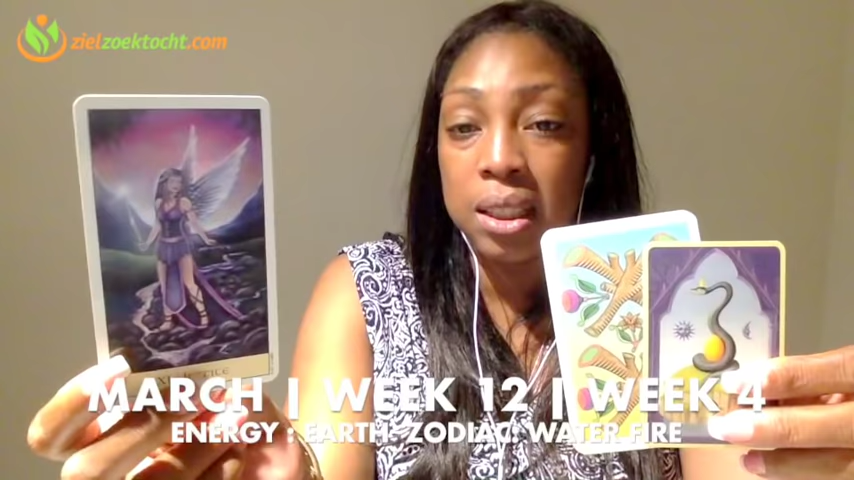 zielzoektocht.com
MARCH | WEEK 12 | WEEK 4
ENERGY : EARTH- ZODIAC: WATER-FIRE